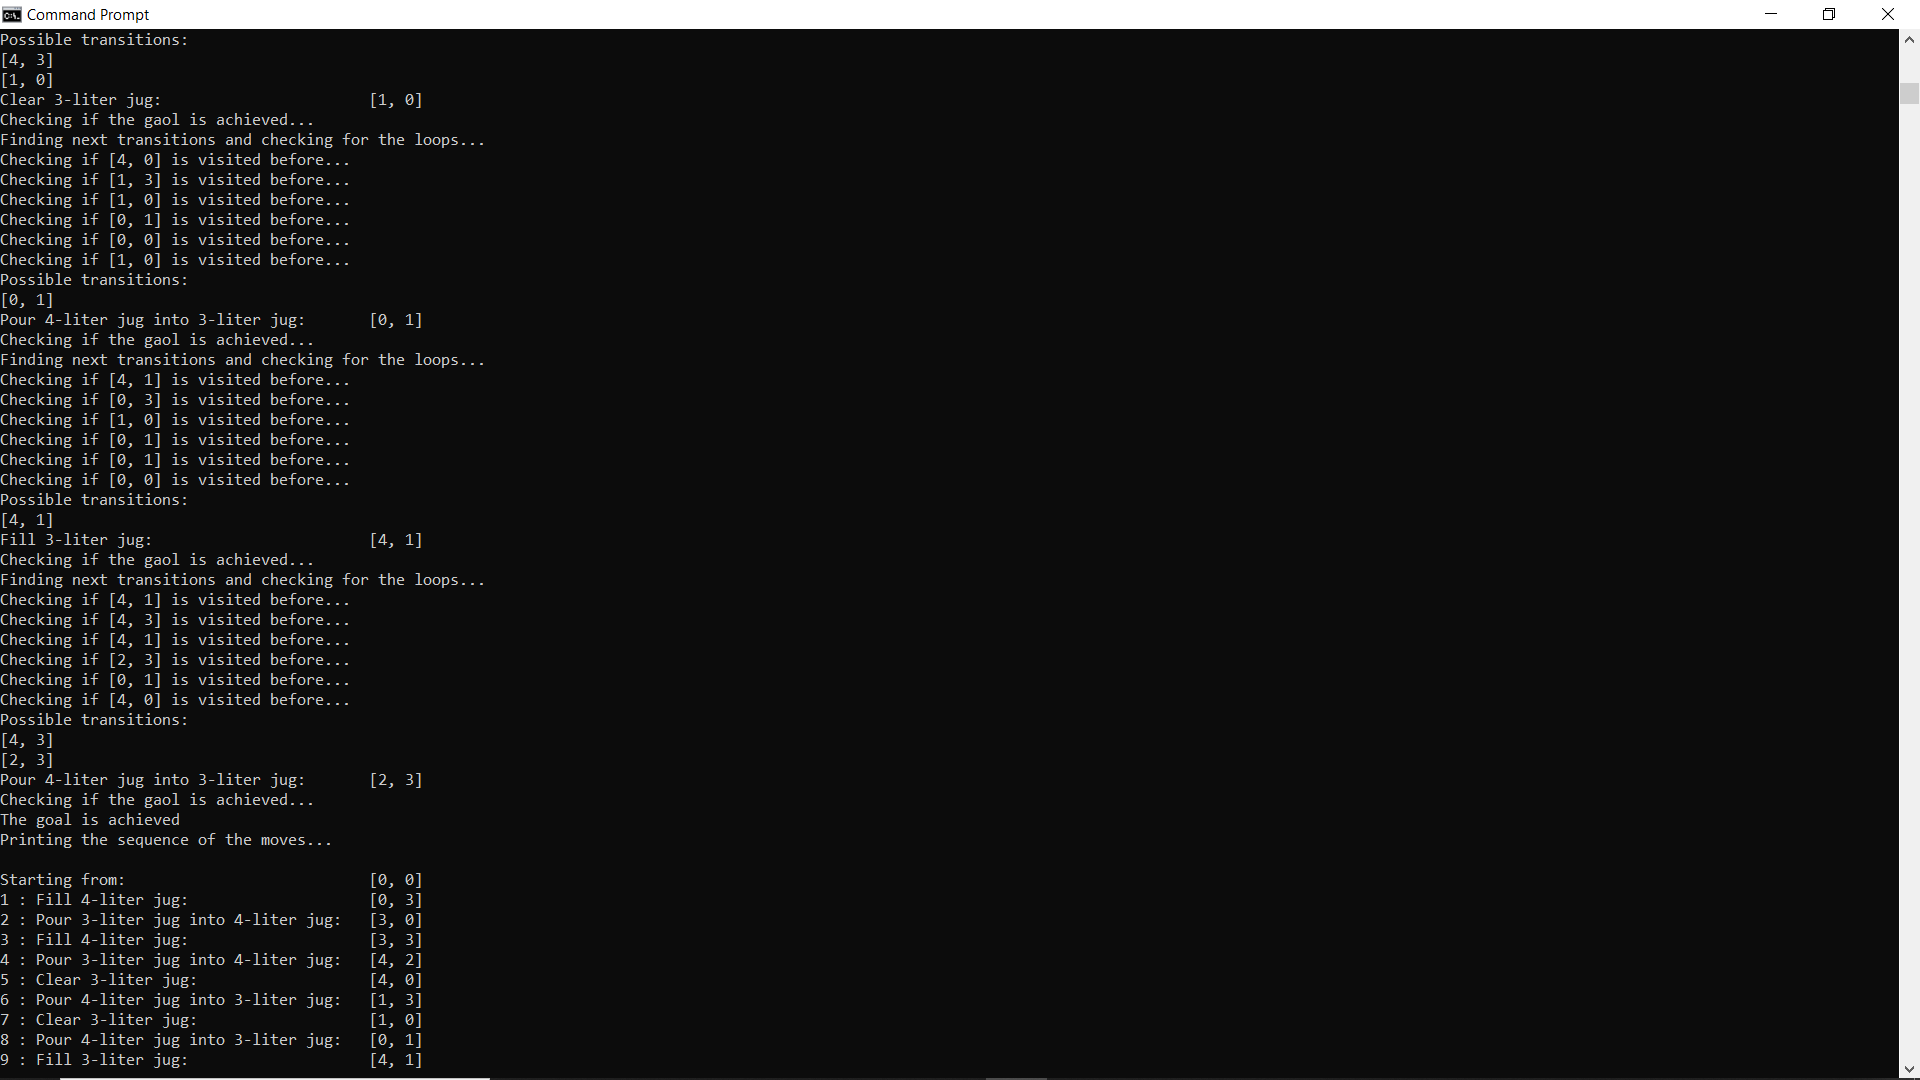 Command Prompt
Possible transitions:
[4, 3]
[1, 0]
Clear 3-liter jug: [1, 0]
Checking if the gaol is achieved...
Finding next transitions and checking for the loops...
Checking if [4, 0] is visited before...
Checking if [1, 3] is visited before...
Checking if [1, 0] is visited before...
Checking if [0, 1] is visited before...
Checking if [0, 0] is visited before...
Checking if [1, 0] is visited before...
Possible transitions:
[0, 1]
Pour 4-liter jug into 3-liter jug: [0, 1]
Checking if the gaol is achieved...
Finding next transitions and checking for the loops...
Checking if [4, 1] is visited before...
Checking if [0, 3] is visited before...
Checking if [1, 0] is visited before...
Checking if [0, 1] is visited before...
Checking if [0, 1] is visited before...
Checking if [0, 0] is visited before...
Possible transitions:
[4, 1]
Fill 3-liter jug: [4, 1]
Checking if the gaol is achieved...
Finding next transitions and checking for the loops...
Checking if [4, 1] is visited before...
Checking if [4, 3] is visited before...
Checking if [4, 1] is visited before...
Checking if [2, 3] is visited before...
Checking if [0, 1] is visited before...
Checking if [4, 0] is visited before...
Possible transitions:
[4, 3]
[2, 3]
Pour 4-liter jug into 3-liter jug: [2, 3]
Checking if the gaol is achieved...
The goal is achieved
Printing the sequence of the moves...
Starting from: [0, 0]
1 : Fill 4-liter jug: [0, 3]
2 : Pour 3-liter jug into 4-liter jug: [3, 0]
3 : Fill 4-liter jug: [3, 3]
4 : Pour 3-liter jug into 4-liter jug: [4, 2]
5 : Clear 3-liter jug: [4, 0]
6 : Pour 4-liter jug into 3-liter jug: [1, 3]
7 : Clear 3-liter jug: [1, 0]
8 : Pour 4-liter jug into 3-liter jug: [0, 1]
9 : Fill 3-liter jug: [4, 1]